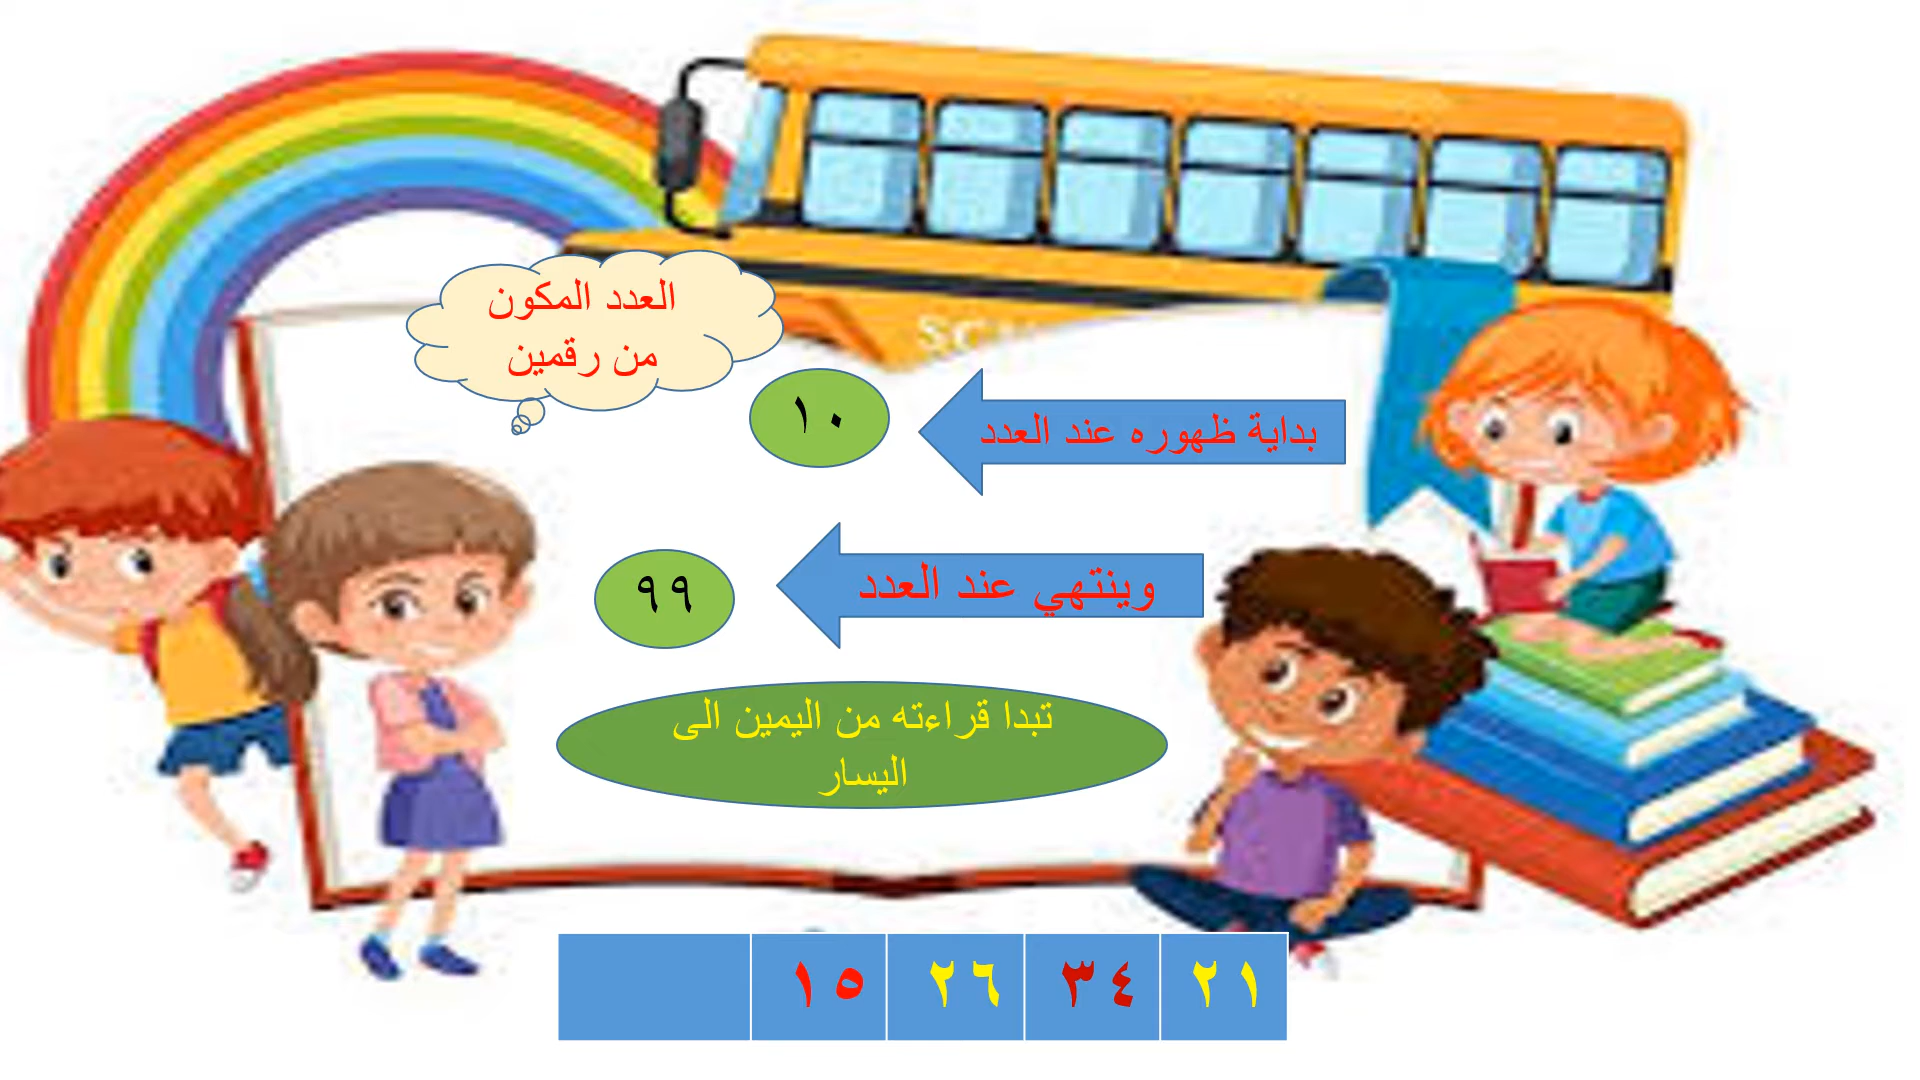 العدد المكون
من رقمين
بداية ظهوره عند العدد
١٠
وينتهي عند العدد
٩٩
تبدا قراءته من اليمين الى
اليسار
٢١ ٣٤ ٢٦ ١٥